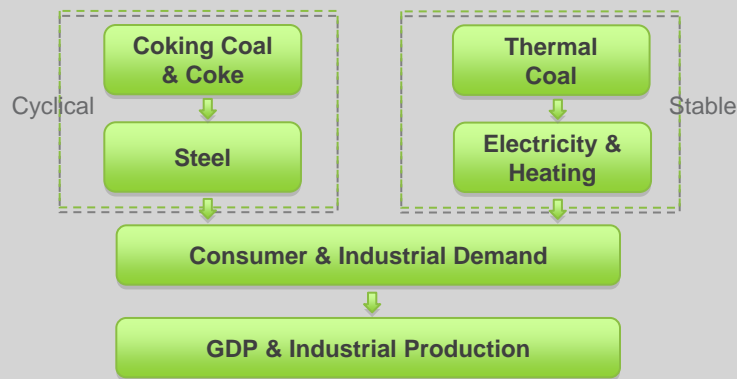 Coking Coal
& Coke
Thermal
Coal
Cyclical
Stable
Steel
Electricity &
Heating
Consumer & Industrial Demand
GDP & Industrial Production